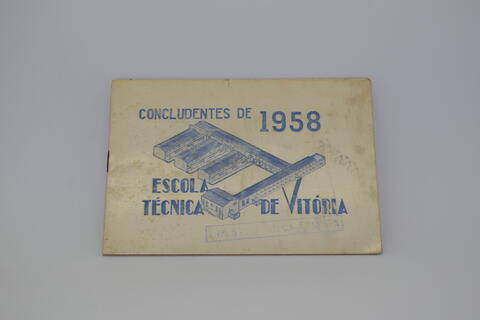 CONCLUDENTES DE 1958
ESCOLA
TÉCNICA DE VITÓRIA